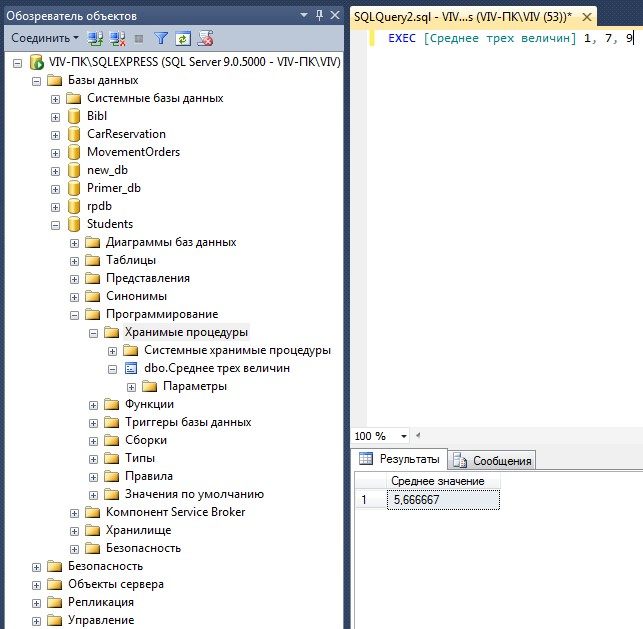 Обозреватель объектов
Соединить
VIV-ПК\SQLEXPRESS (SQL Server 9.0.5000 - VIV-ПК\VIV)
Базы данных
Системные базы данных
Bibl
CarReservation
MovementOrders
new_db
Primer_db
rpdb
Students
Диаграммы баз данных
Таблицы
Представления
Синонимы
Программирование
Хранимые процедуры
Системные хранимые процедуры
dbo.Среднее трех величин
Параметры
Функции
Триггеры базы данных
Сборки
Типы
Правила
Значения по умолчанию
Компонент Service Broker
Хранилище
Безопасность
Безопасность
Объекты сервера
Репликация
Управление
SQLQuery2.sql - VIV...s (VIV-ПК\VIV (53))*
EXEC [Среднее трех величин] 1, 7, 9
100 %
Результаты
Сообщения
Среднее значение
1
5,666667